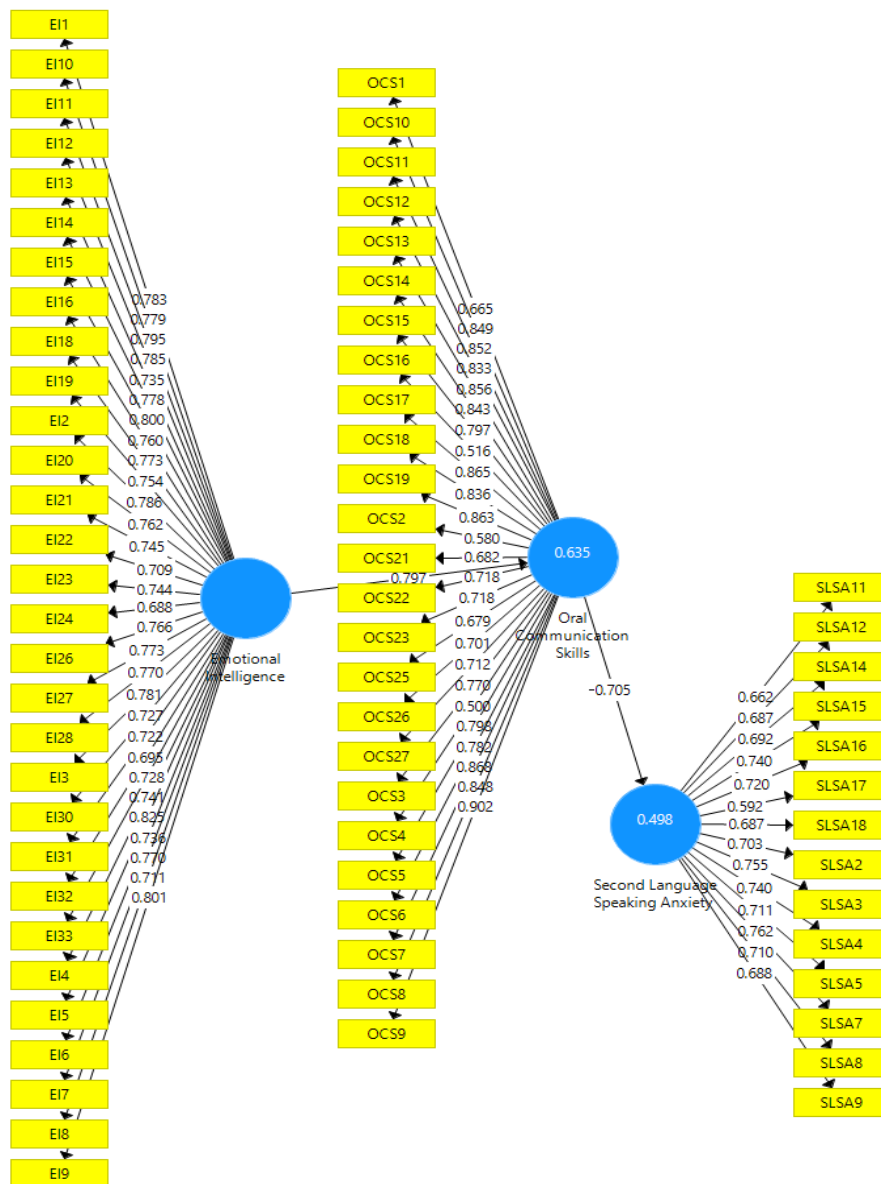 EI1
EI10
EI11
EI12
EI13
EI14
EI15
EI16
EI18
EI19
EI2
EI20
EI21
EI22
EI23
EI24
EI26
EI27
EI28
EI3
EI30
EI31
EI32
EI33
EI4
EI5
EI6
EI7
EI8
EI9
0.783
0.779
0.795
0.785
0.735
0.778
0.800
0.760
0.773
0.754
0.786
0.762
0.745
0.709
0.744
0.688
0.766
0.773
0.770
0.781
0.727
0.722
0.695
0.728
0.741
0.825
0.736
0.770
0.711
0.801
Emotional
Intelligence
0.797
OCS1
OCS10
OCS11
OCS12
OCS13
OCS14
OCS15
OCS16
OCS17
OCS18
OCS19
OCS2
OCS21
OCS22
OCS23
OCS25
OCS26
OCS27
OCS3
OCS4
OCS5
OCS6
OCS7
OCS8
OCS9
0.665
0.849
0.852
0.833
0.856
0.843
0.797
0.516
0.865
0.836
0.863
0.580
0.682
0.718
0.718
0.679
0.701
0.712
0.770
0.500
0.798
0.782
0.868
0.848
0.902
0.635
Oral
Communication
Skills
-0.705
0.498
Second Language
Speaking Anxiety
0.662
0.687
0.692
0.740
0.720
0.592
0.687
0.703
0.755
0.740
0.711
0.762
0.710
0.688
SLSA11
SLSA12
SLSA14
SLSA15
SLSA16
SLSA17
SLSA18
SLSA2
SLSA3
SLSA4
SLSA5
SLSA7
SLSA8
SLSA9